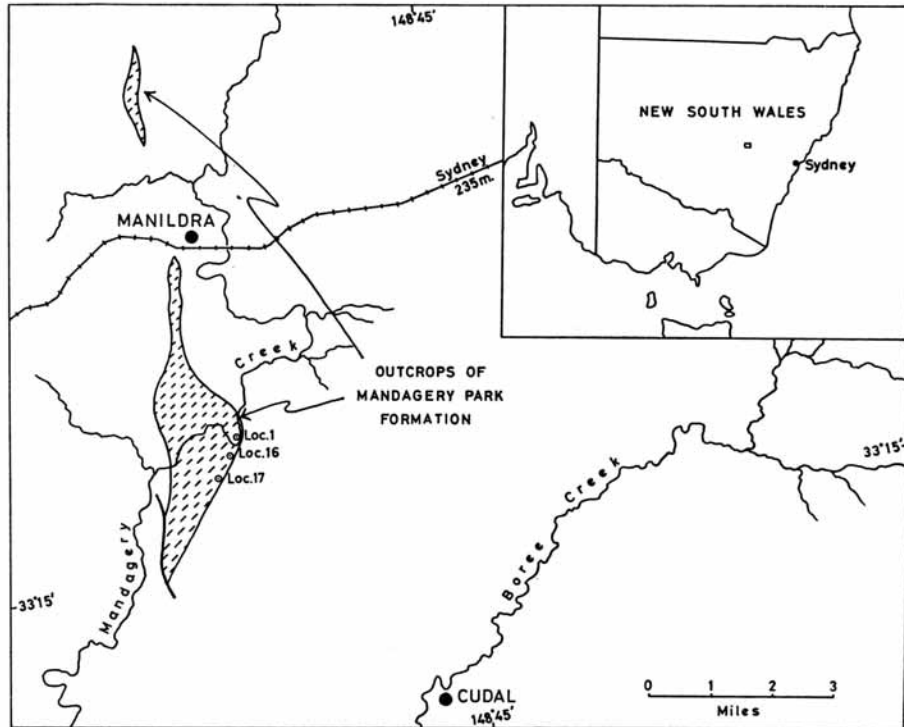 148°45'
NEW SOUTH WALES
Sydney
Sydney
235m.
MANILDRA
Creek
OUTCROPS OF
MANDAGERY PARK
FORMATION
Loc.1
Loc.16
Loc.17
33°15'
Creek
Boree
Mandagery
33°15'
CUDAL
148°45'
0 1 2 3
Miles